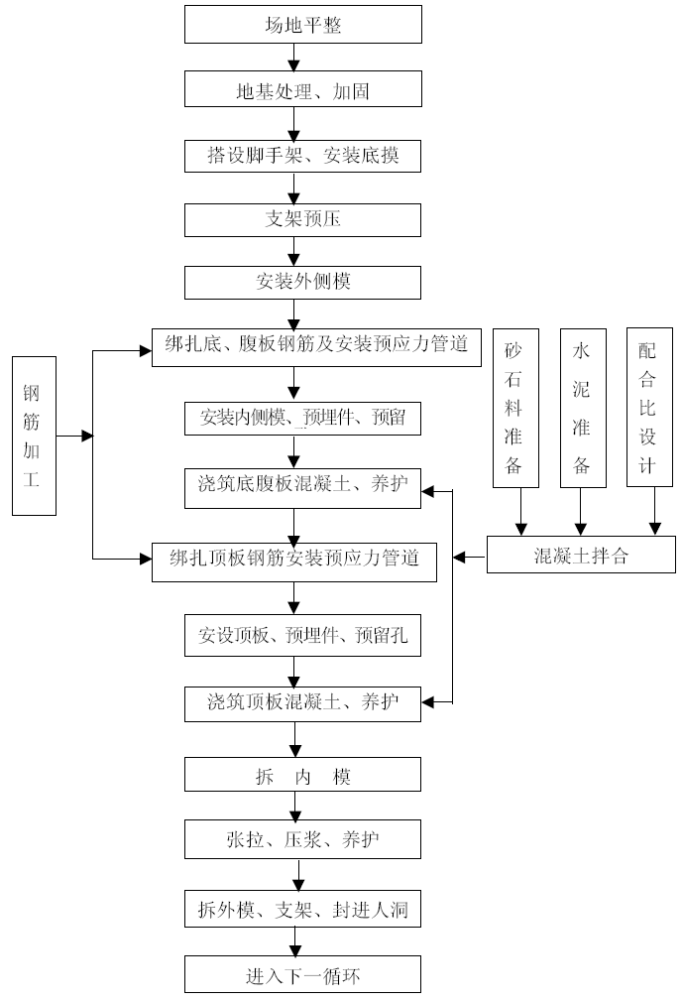 场地平整
地基处理、加固
搭设脚手架、安装底摸
支架预压
安装外侧模
绑扎底、腹板钢筋及安装预应力管道
安装内侧模、预埋件、预留
浇筑底腹板混凝土、养护
绑扎顶板钢筋安装预应力管道
安设顶板、预埋件、预留孔
浇筑顶板混凝土、养护
拆 内 模
张拉、压浆、养护
拆外模、支架、封进人洞
进入下一循环
钢筋加工
砂石料准备
水泥准备
配合比设计
混凝土拌合